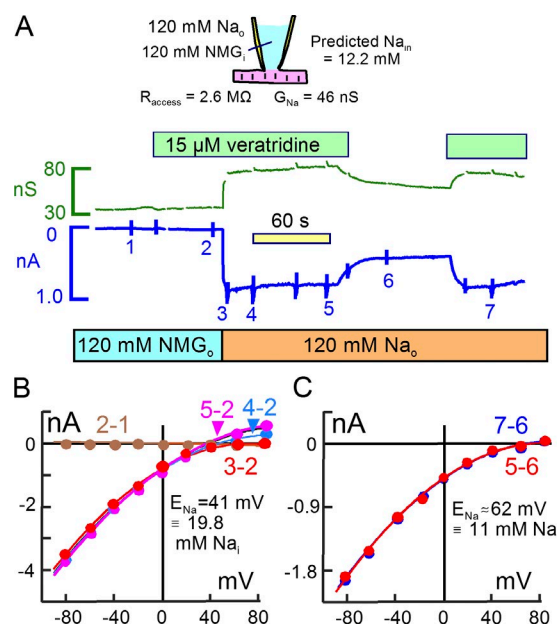 A
120 mM Naₒ
120 mM NMGᵢ
Predicted Naᵢₙ
= 12.2 mM
Rₐccess = 2.6 MΩ G_Na = 46 nS
15 µM veratridine
80
nS
30
0
nA
1.0
60 s
1
2
3
4
5
6
7
120 mM NMGₒ
120 mM Naₒ
B
nA
2-1
5-2
4-2
3-2
0
-2
-4
E_Na=41 mV
≡ 19.8
mM Naᵢ
mV
-80 -40 0 40 80
C
nA
7-6
5-6
0
-0.9
-1.8
E_Na≈62 mV
≡ 11 mM Na
mV
-80 -40 0 40 80